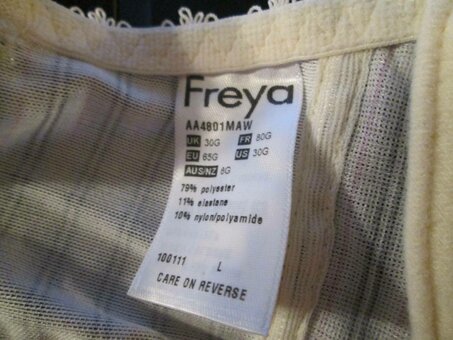 Freya
AA4801MAW
UK 30G FR 80G
EU 65G US 30G
AUS/NZ 8G
79% polyester
11% elastane
10% nylon/polyamide
100111 L
CARE ON REVERSE